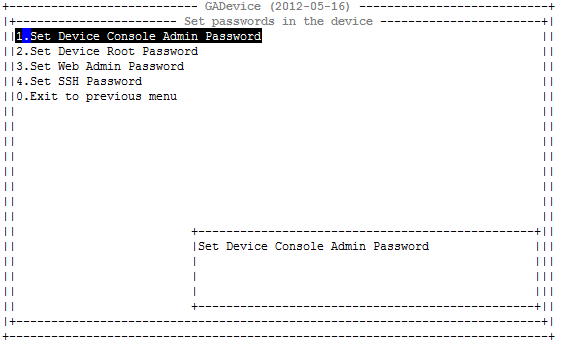 GADevice (2012-05-16)
Set passwords in the device
1.Set Device Console Admin Password
2.Set Device Root Password
3.Set Web Admin Password
4.Set SSH Password
0.Exit to previous menu
Set Device Console Admin Password